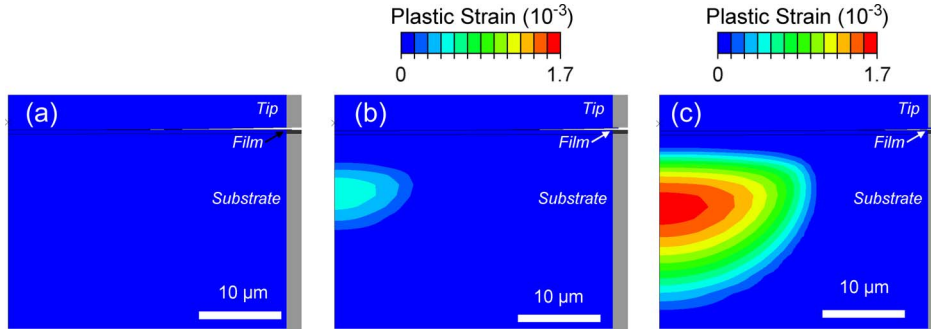 Plastic Strain (10⁻³)
0 1.7
Plastic Strain (10⁻³)
0 1.7
(a)
Tip
Film
Substrate
10 µm
(b)
Tip
Film
Substrate
10 µm
(c)
Tip
Film
Substrate
10 µm